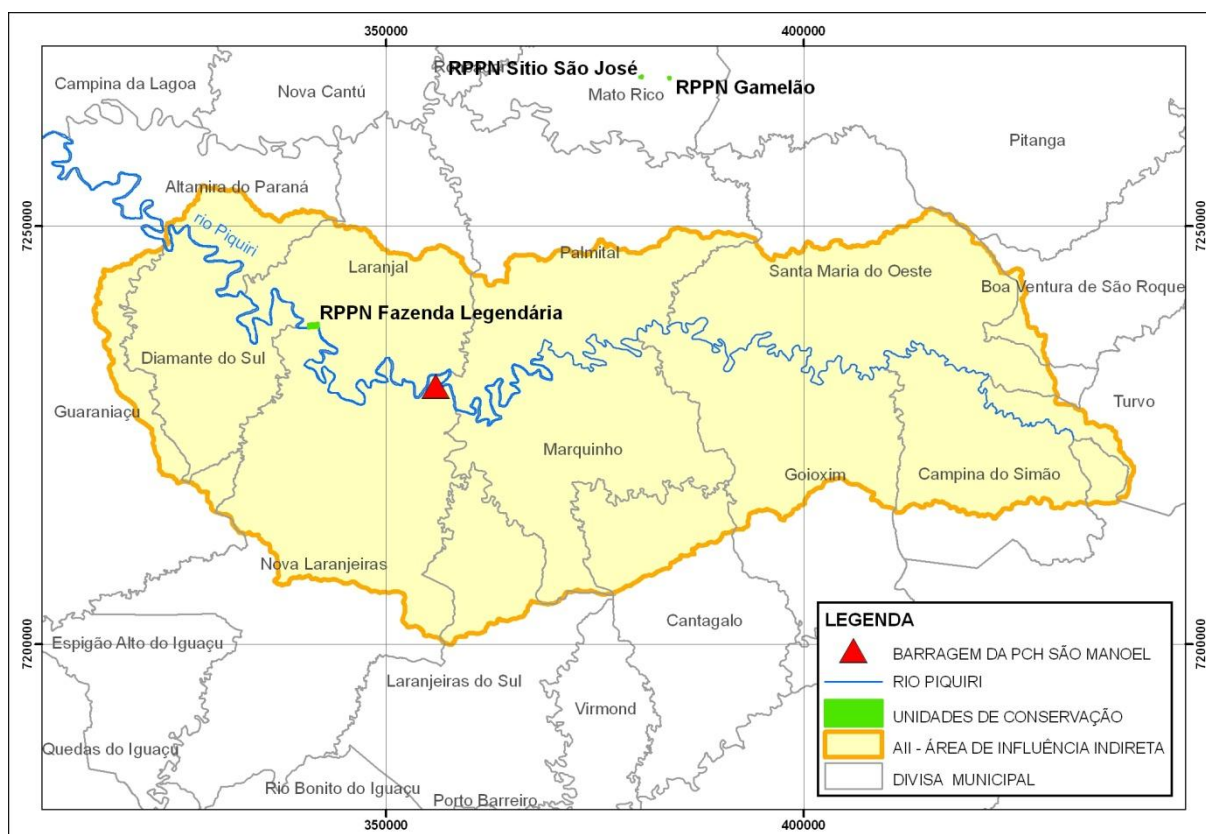 350000
400000
RPPN Sitio São José
Campina da Lagoa
Nova Cantú
Mato Rico
RPPN Gamelão
Pitanga
Altamira do Paraná
rio Piquiri
7250000
7250000
Laranjal
Palmital
Santa Maria do Oeste
Boa Ventura de São Roque
RPPN Fazenda Legendária
Diamante do Sul
Guaraniaçu
Turvo
Marquinho
Goioxim
Campina do Simão
Nova Laranjeiras
Cantagalo
LEGENDA
Espigão Alto do Iguaçu
7200000
7200000
BARRAGEM DA PCH SÃO MANOEL
Laranjeiras do Sul
RIO PIQUIRI
Virmond
UNIDADES DE CONSERVAÇÃO
Quedas do Iguaçu
AII - ÁREA DE INFLUÊNCIA INDIRETA
Rio Bonito do Iguaçu
DIVISA MUNICIPAL
Porto Barreiro
350000
400000